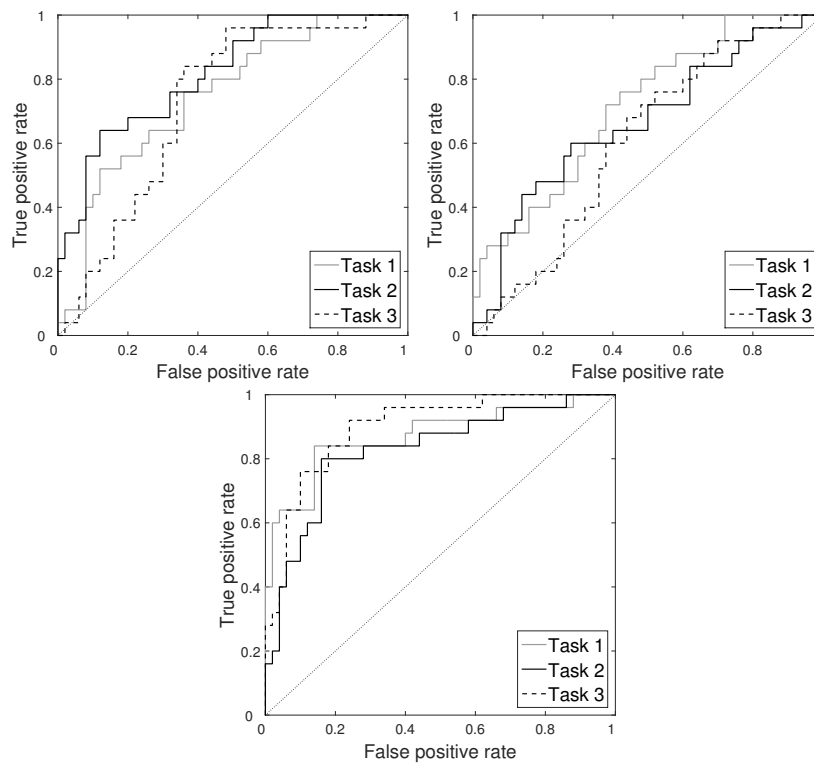 1
0.8
0.6
0.4
0.2
0
True positive rate
0 0.2 0.4 0.6 0.8 1
False positive rate
Task 1
Task 2
Task 3
1
0.8
0.6
0.4
0.2
0
True positive rate
0 0.2 0.4 0.6 0.8
False positive rate
Task 1
Task 2
Task 3
1
0.8
0.6
0.4
0.2
0
True positive rate
0 0.2 0.4 0.6 0.8 1
False positive rate
Task 1
Task 2
Task 3